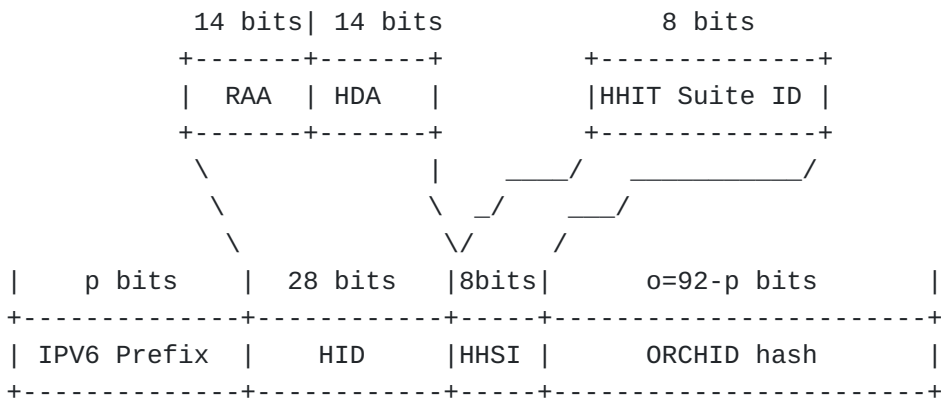 14 bits| 14 bits              8 bits
+-------+-------+         +--------------+
|  RAA  | HDA   |         |HHIT Suite ID |
+-------+-------+         +--------------+
 \              |    ____/   ___________/
  \             \  _/    ___/
   \             \/     /
|    p bits    |  28 bits  |8bits|      o=92-p bits       |
+--------------+------------+-----+------------------------+
| IPV6 Prefix  |    HID     |HHSI |      ORCHID hash       |
+--------------+------------+-----+------------------------+